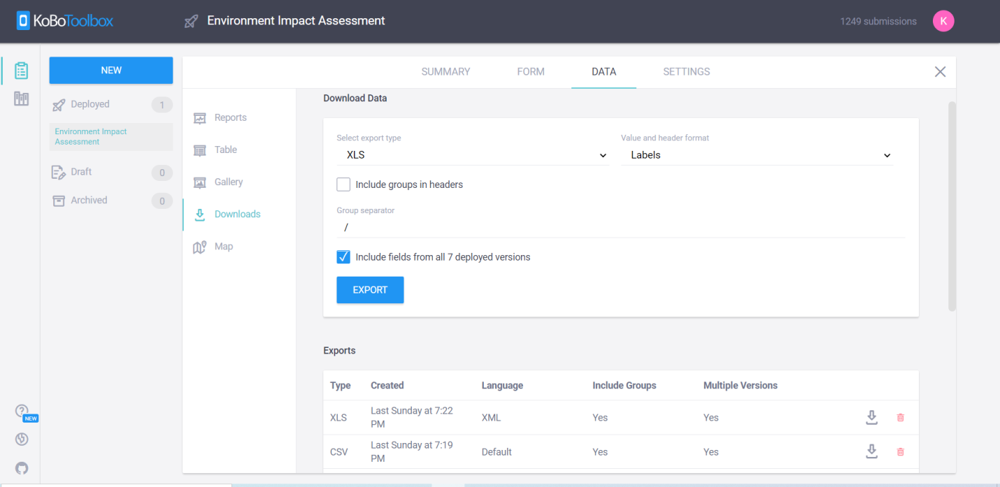 KoBoToolbox
Environment Impact Assessment
1249 submissions
K
NEW
Deployed
1
Environment Impact
Assessment
Draft
0
Archived
0
NEW
SUMMARY
FORM
DATA
SETTINGS
Reports
Table
Gallery
Downloads
Map
Download Data
Select export type
XLS
Value and header format
Labels
Include groups in headers
Group separator
/
Include fields from all 7 deployed versions
EXPORT
Exports
Type Created Language Include Groups Multiple Versions
XLS Last Sunday at 7:22 PM XML Yes Yes
CSV Last Sunday at 7:19 PM Default Yes Yes